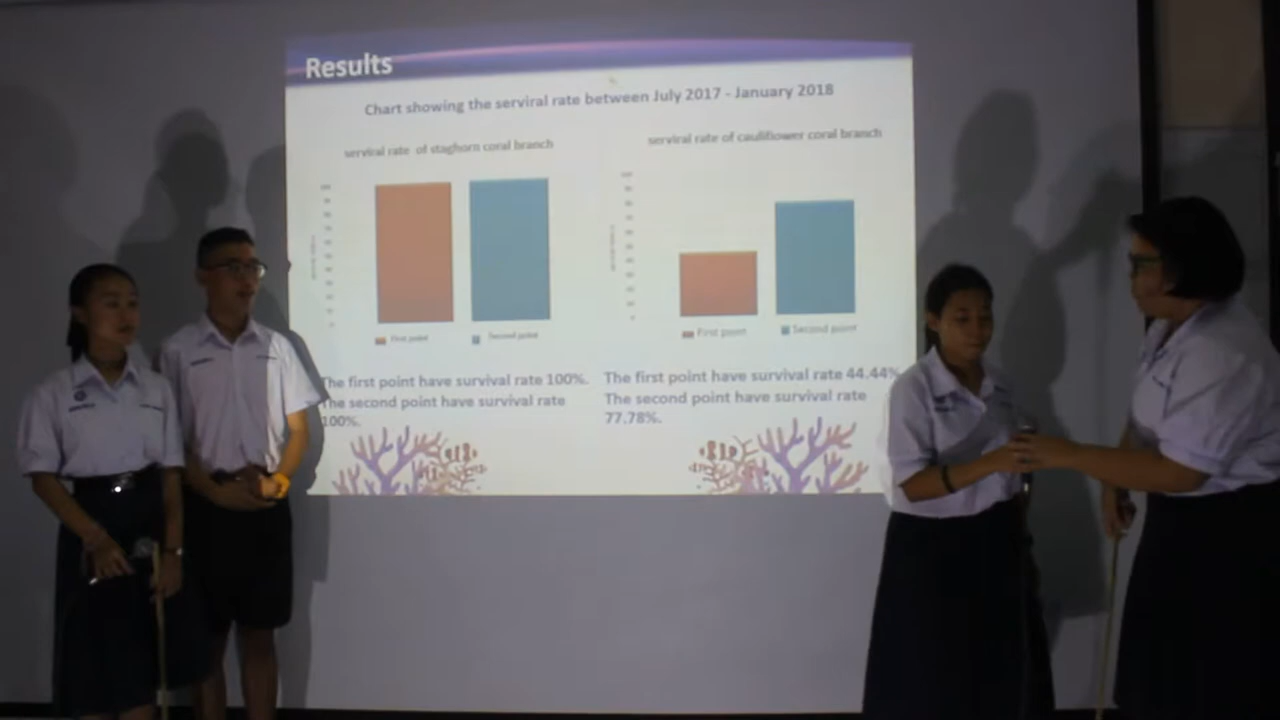 Results
Chart showing the serviral rate between July 2017 - January 2018
serviral rate of staghorn coral branch
serviral rate of cauliflower coral branch
First point
Second point
First point
Second point
The first point have survival rate 100%.
The second point have survival rate
100%.
The first point have survival rate 44.44%
The second point have survival rate
77.78%.